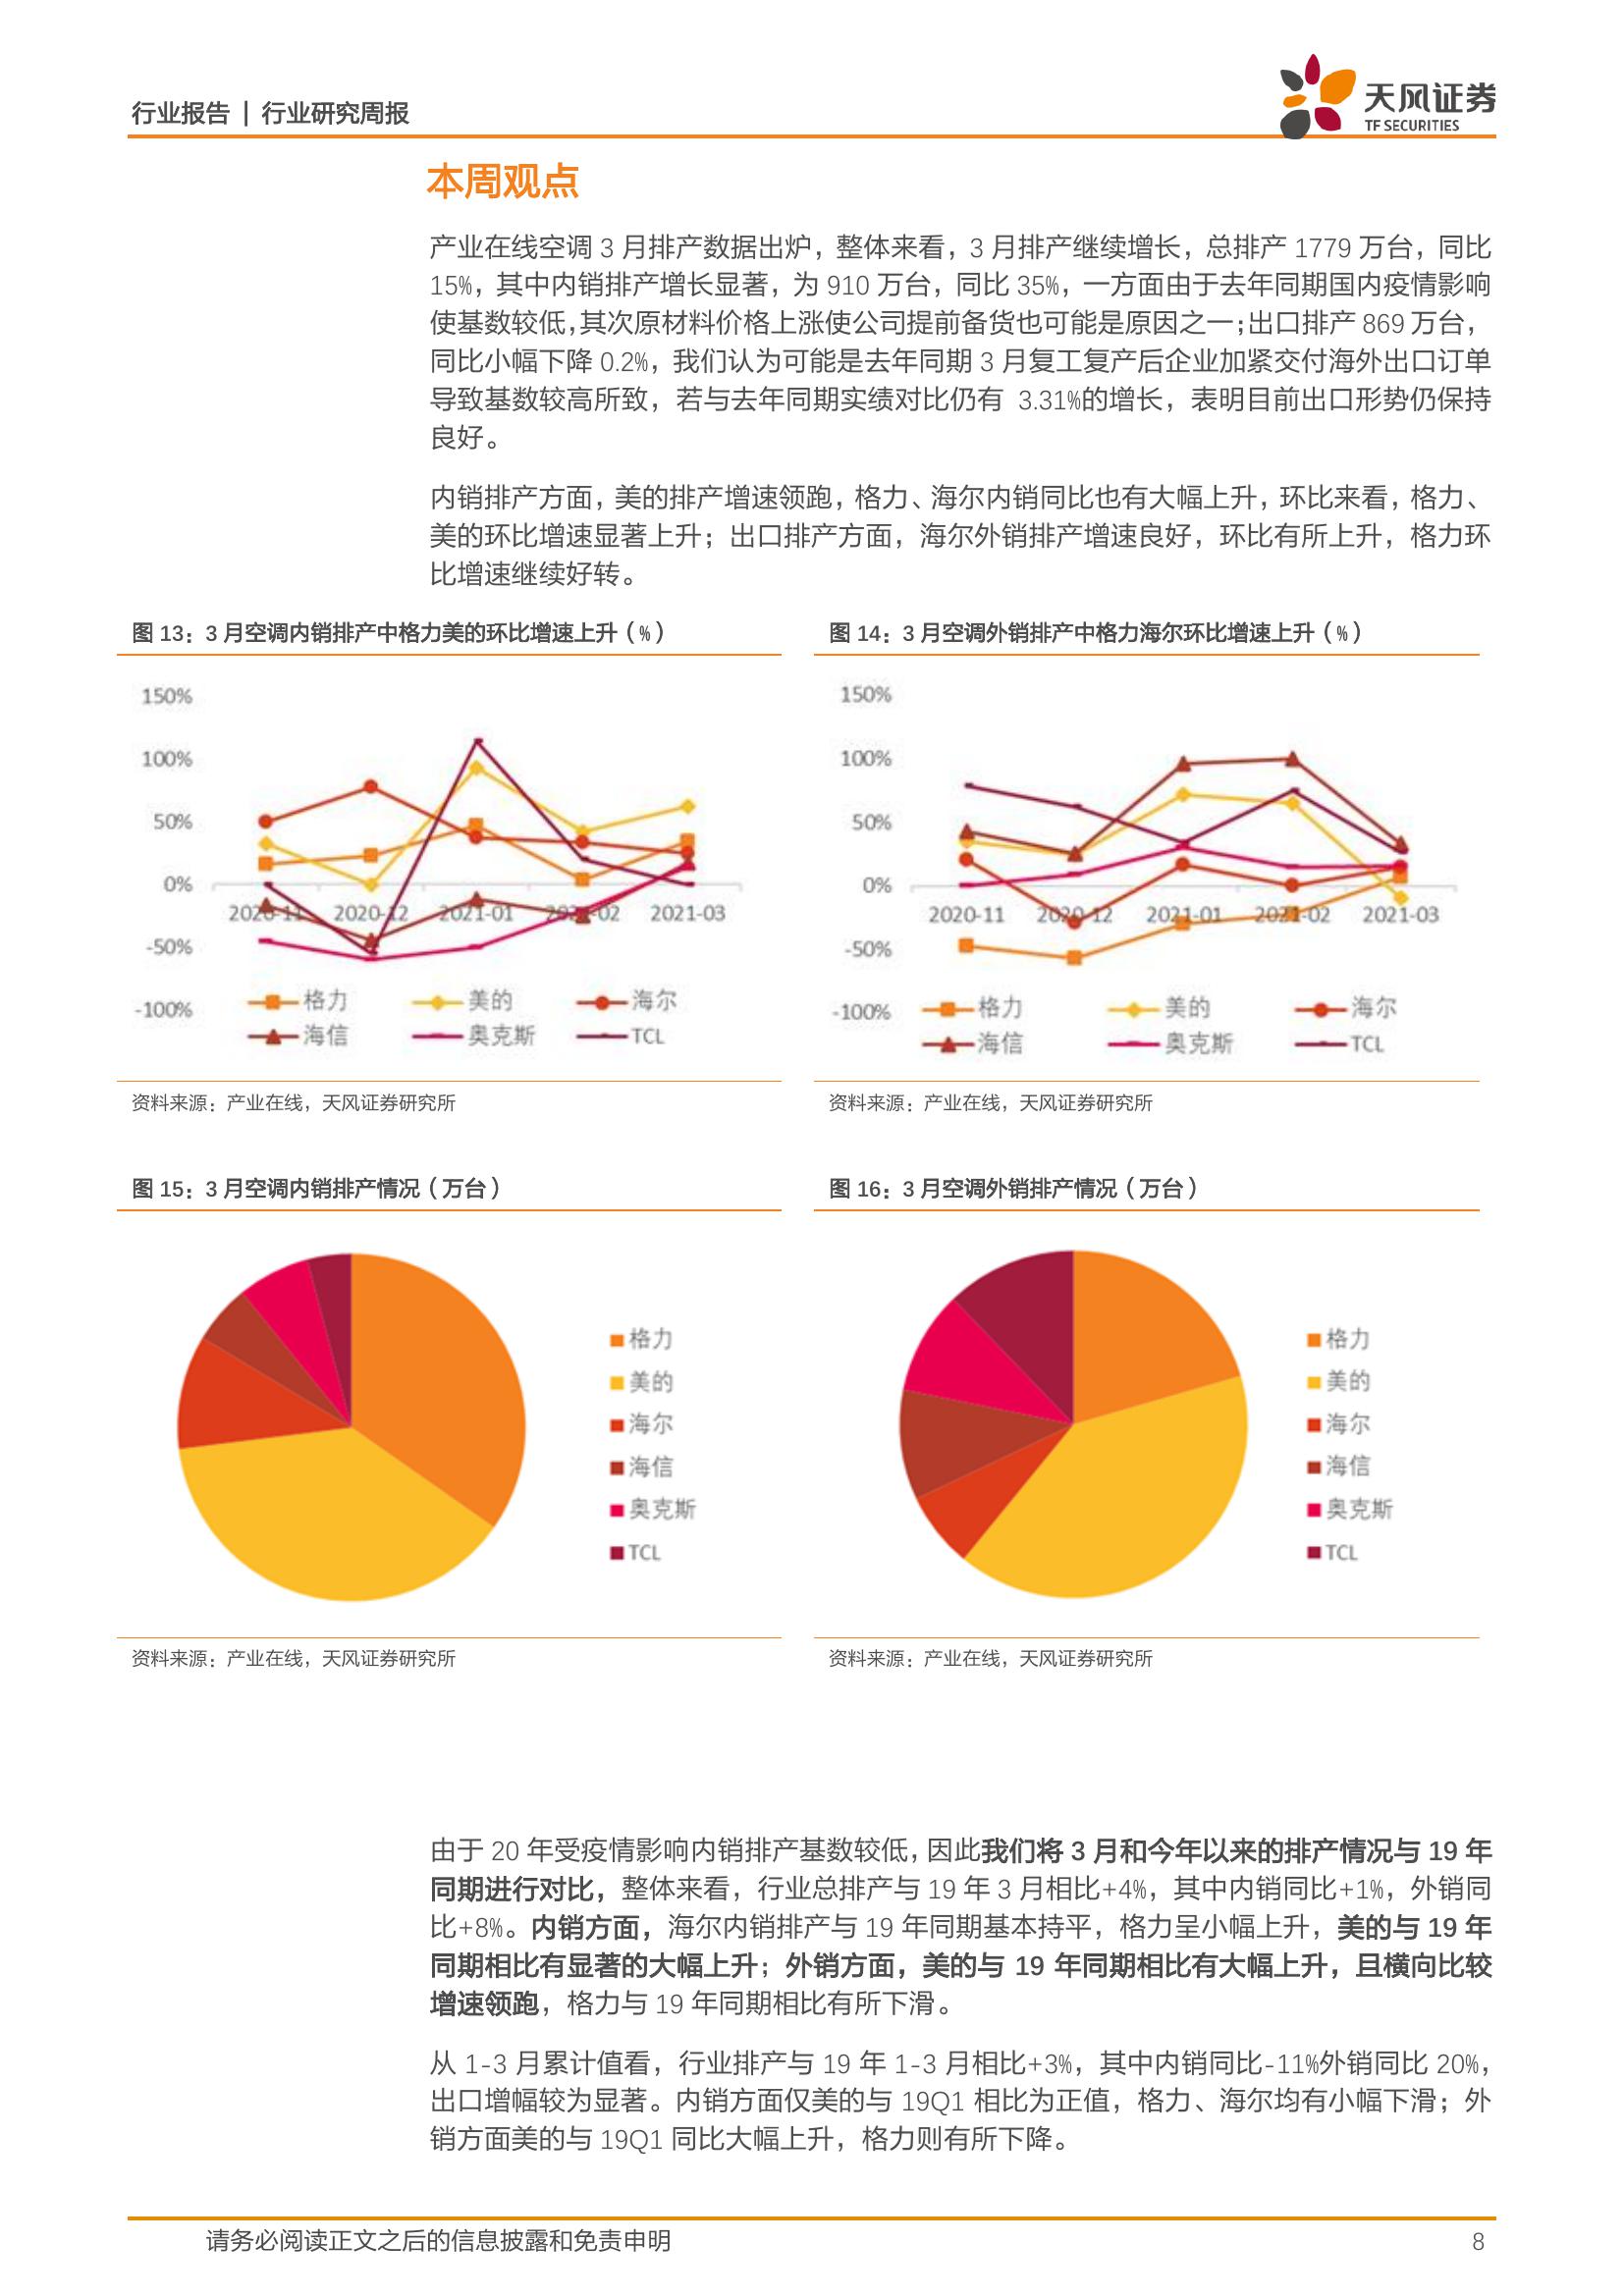 行业报告 | 行业研究周报
天风证券
TF SECURITIES
本周观点
产业在线空调 3 月排产数据出炉，整体来看，3 月排产继续增长，总排产 1779 万台，同比
15%，其中内销排产增长显著，为 910 万台，同比 35%，一方面由于去年同期国内疫情影响
使基数较低，其次原材料价格上涨使公司提前备货也可能是原因之一；出口排产 869 万台，
同比小幅下降 0.2%，我们认为可能是去年同期 3 月复工复产后企业加紧交付海外出口订单
导致基数较高所致，若与去年同期实绩对比仍有 3.31%的增长，表明目前出口形势仍保持
良好。
内销排产方面，美的排产增速领跑，格力、海尔内销同比也有大幅上升，环比来看，格力、
美的环比增速显著上升；出口排产方面，海尔外销排产增速良好，环比有所上升，格力环
比增速继续好转。
图 13：3 月空调内销排产中格力美的环比增速上升（%）
150%
100%
50%
0%
-50%
-100%
2020-11 2020-12 2021-01 2021-02 2021-03
格力 美的 海尔
海信 奥克斯 TCL
资料来源：产业在线，天风证券研究所
图 14：3 月空调外销排产中格力海尔环比增速上升（%）
150%
100%
50%
0%
-50%
-100%
2020-11 2020-12 2021-01 2021-02 2021-03
格力 美的 海尔
海信 奥克斯 TCL
资料来源：产业在线，天风证券研究所
图 15：3 月空调内销排产情况（万台）
格力
美的
海尔
海信
奥克斯
TCL
资料来源：产业在线，天风证券研究所
图 16：3 月空调外销排产情况（万台）
格力
美的
海尔
海信
奥克斯
TCL
资料来源：产业在线，天风证券研究所
由于 20 年受疫情影响内销排产基数较低，因此我们将 3 月和今年以来的排产情况与 19 年
同期进行对比，整体来看，行业总排产与 19 年 3 月相比+4%，其中内销同比+1%，外销同
比+8%。内销方面，海尔内销排产与 19 年同期基本持平，格力呈小幅上升，美的与 19 年
同期相比有显著的大幅上升；外销方面，美的与 19 年同期相比有大幅上升，且横向比较
增速领跑，格力与 19 年同期相比有所下滑。
从 1-3 月累计值看，行业排产与 19 年 1-3 月相比+3%，其中内销同比-11%外销同比 20%，
出口增幅较为显著。内销方面仅美的与 19Q1 相比为正值，格力、海尔均有小幅下滑；外
销方面美的与 19Q1 同比大幅上升，格力则有所下降。
请务必阅读正文之后的信息披露和免责申明
8